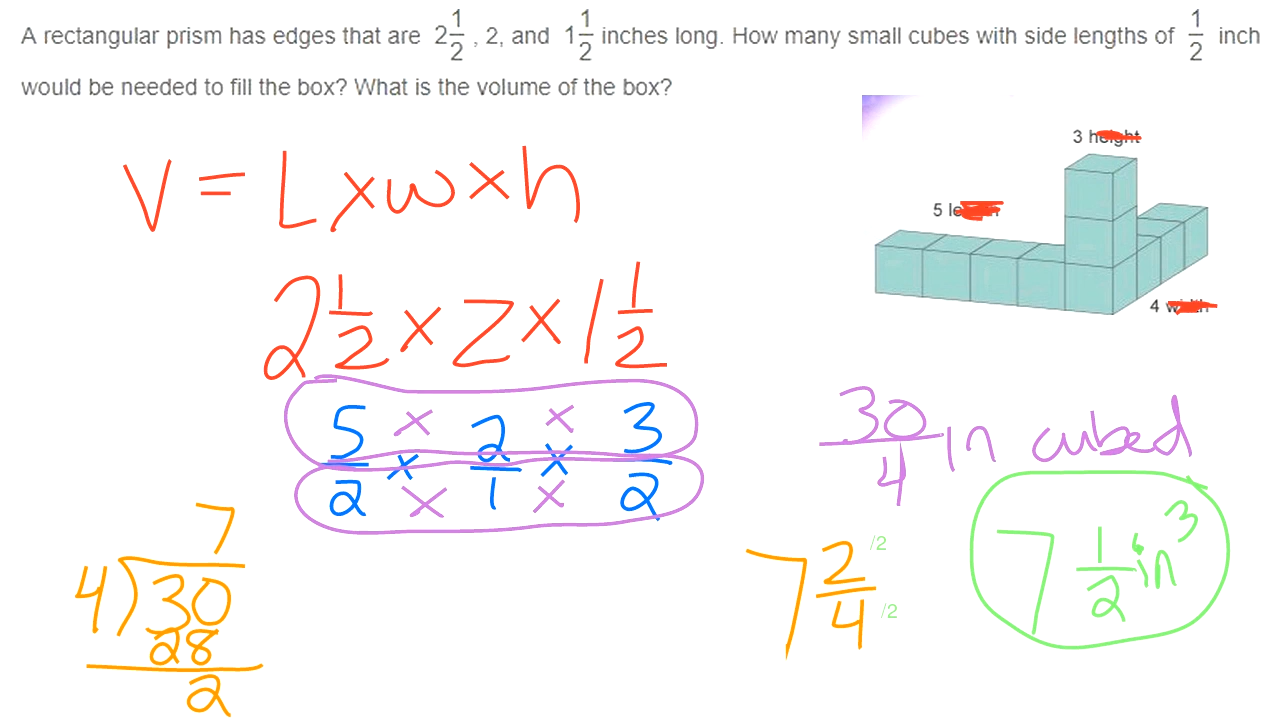 A rectangular prism has edges that are 2 1/2 , 2, and 1 1/2 inches long. How many small cubes with side lengths of 1/2 inch
would be needed to fill the box? What is the volume of the box?
3 height
V = L x w x h
5 le
4 width
2 1/2 x 2 x 1 1/2
5 x 2 x 3
2 x 1 x 2
30/4 in cubed
7
4)30
28
2
7 2/4 /2 /2
7 1/2 in³